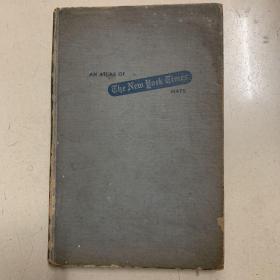 AN ATLAS OF
The New York Times
MAPS